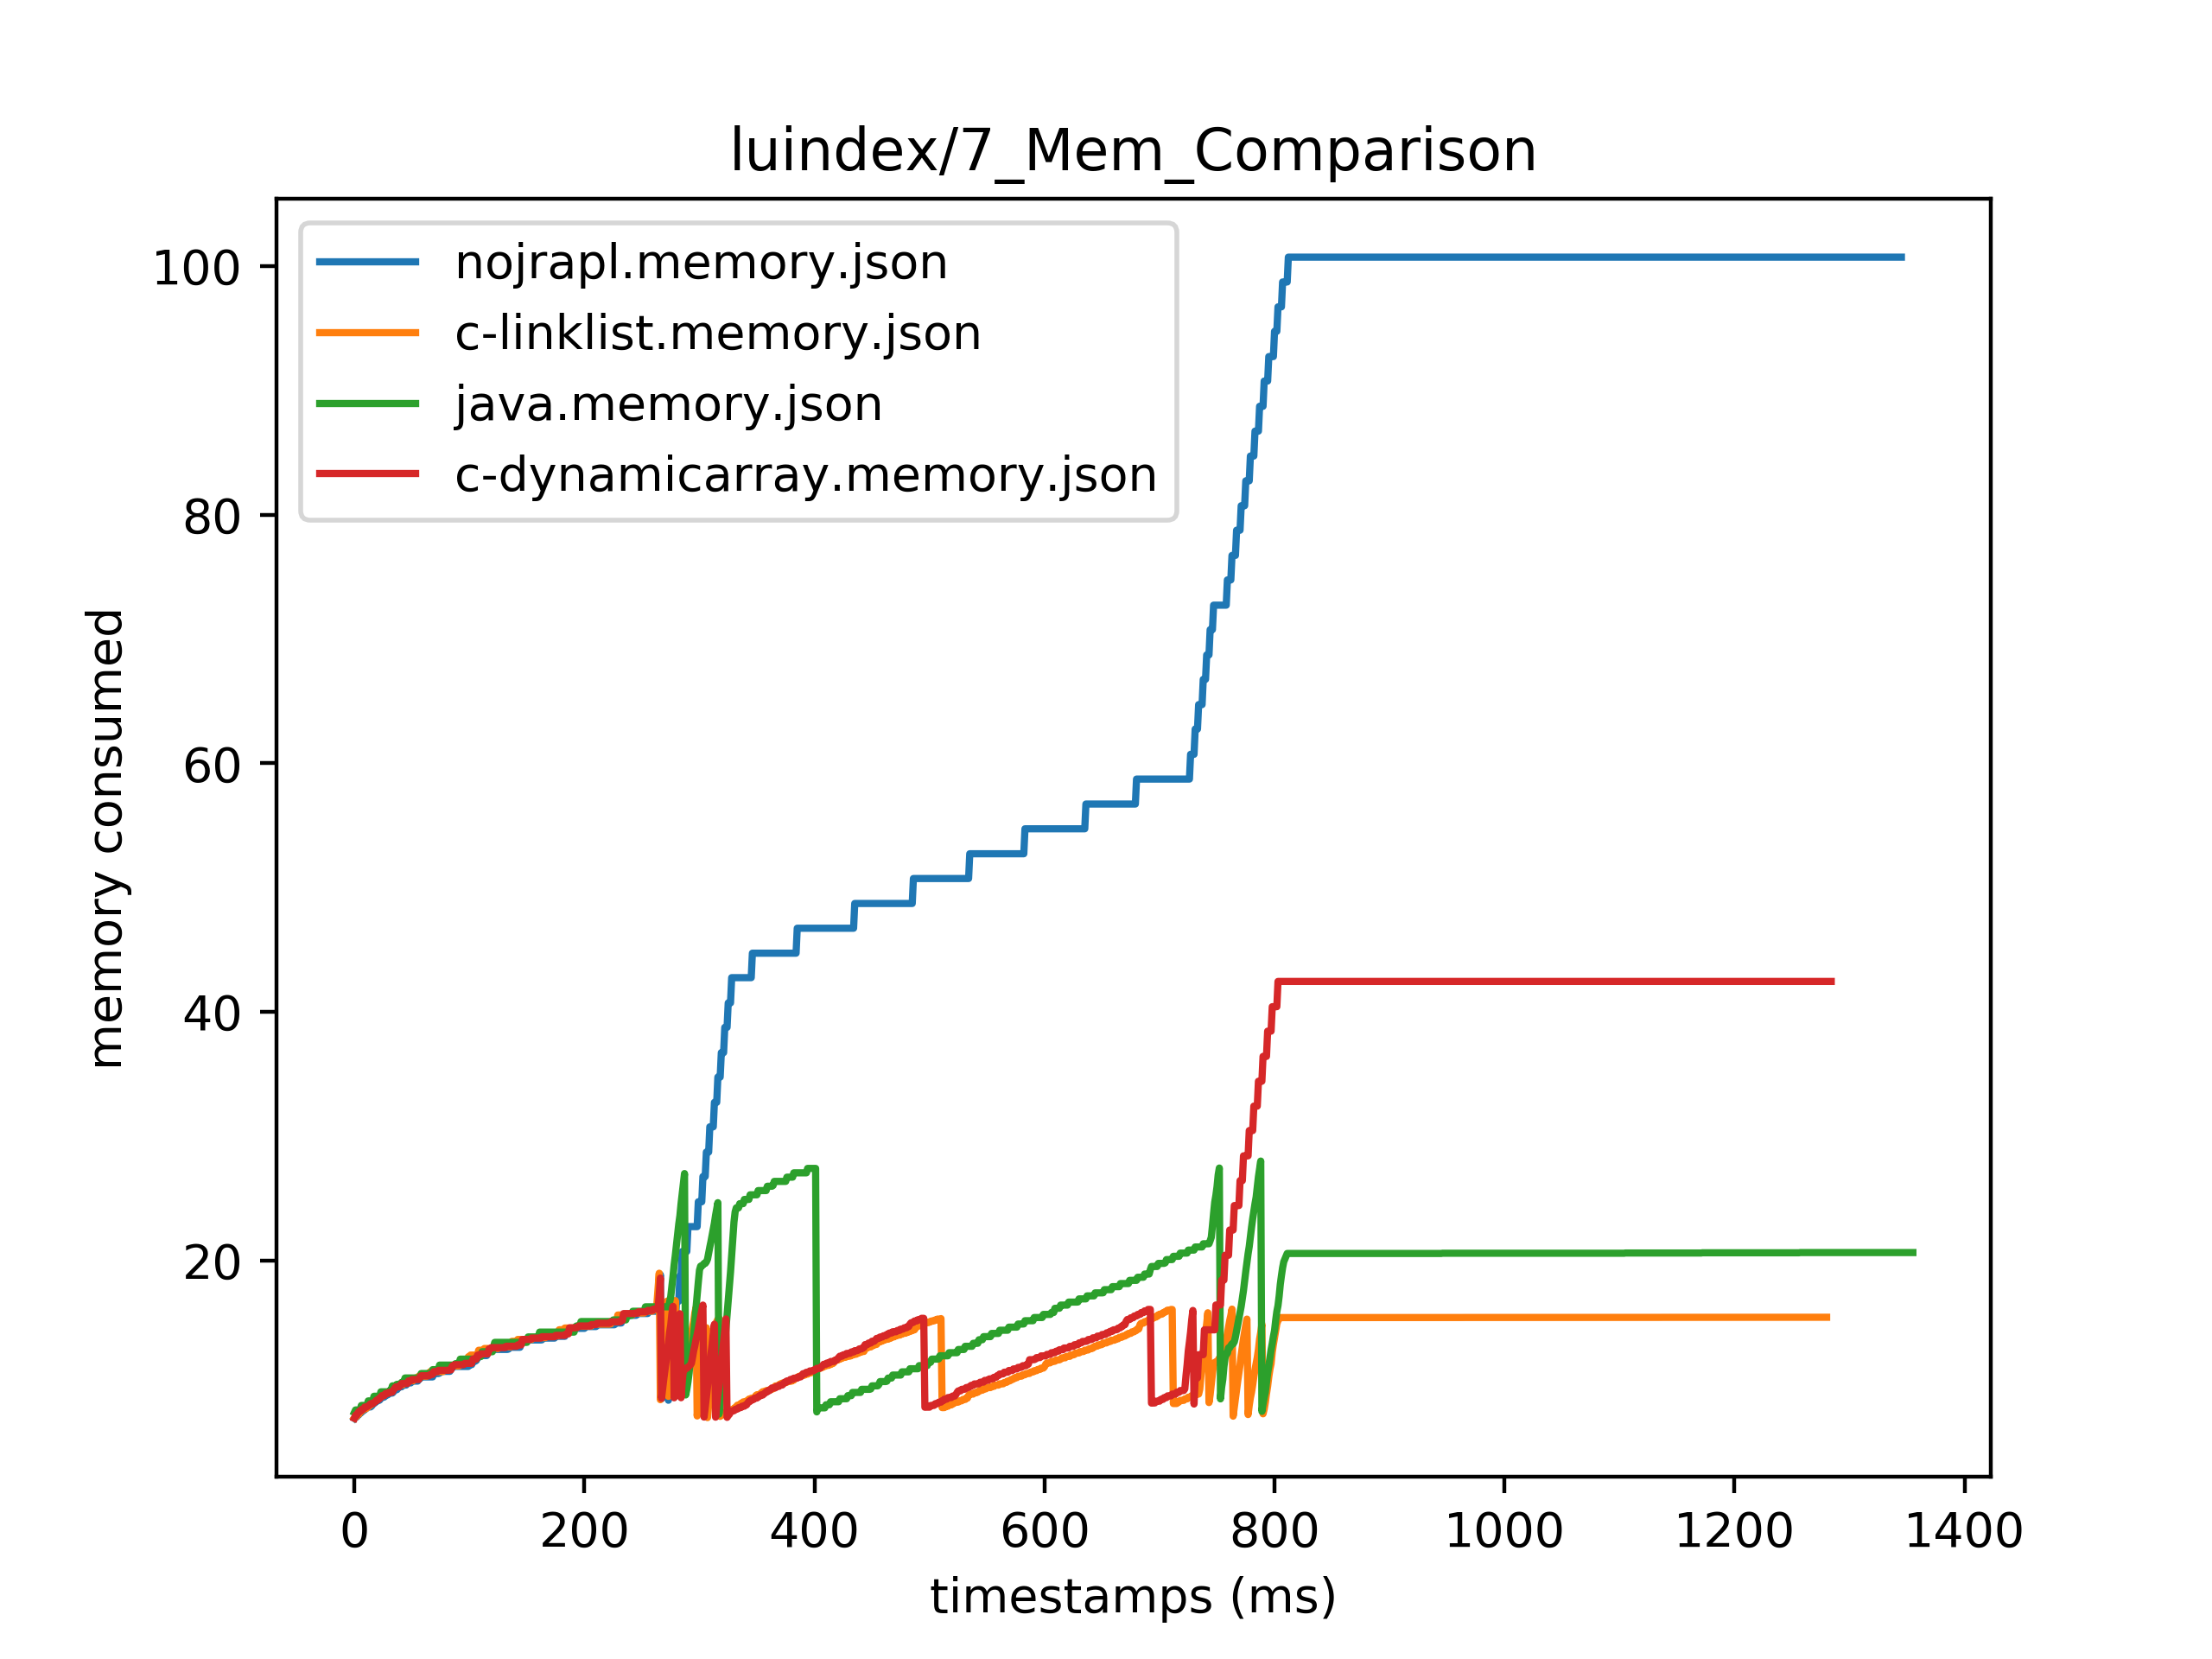 luindex/7_Mem_Comparison
nojrapl.memory.json
c-linklist.memory.json
java.memory.json
c-dynamicarray.memory.json
memory consumed
100
80
60
40
20
0 200 400 600 800 1000 1200 1400
timestamps (ms)